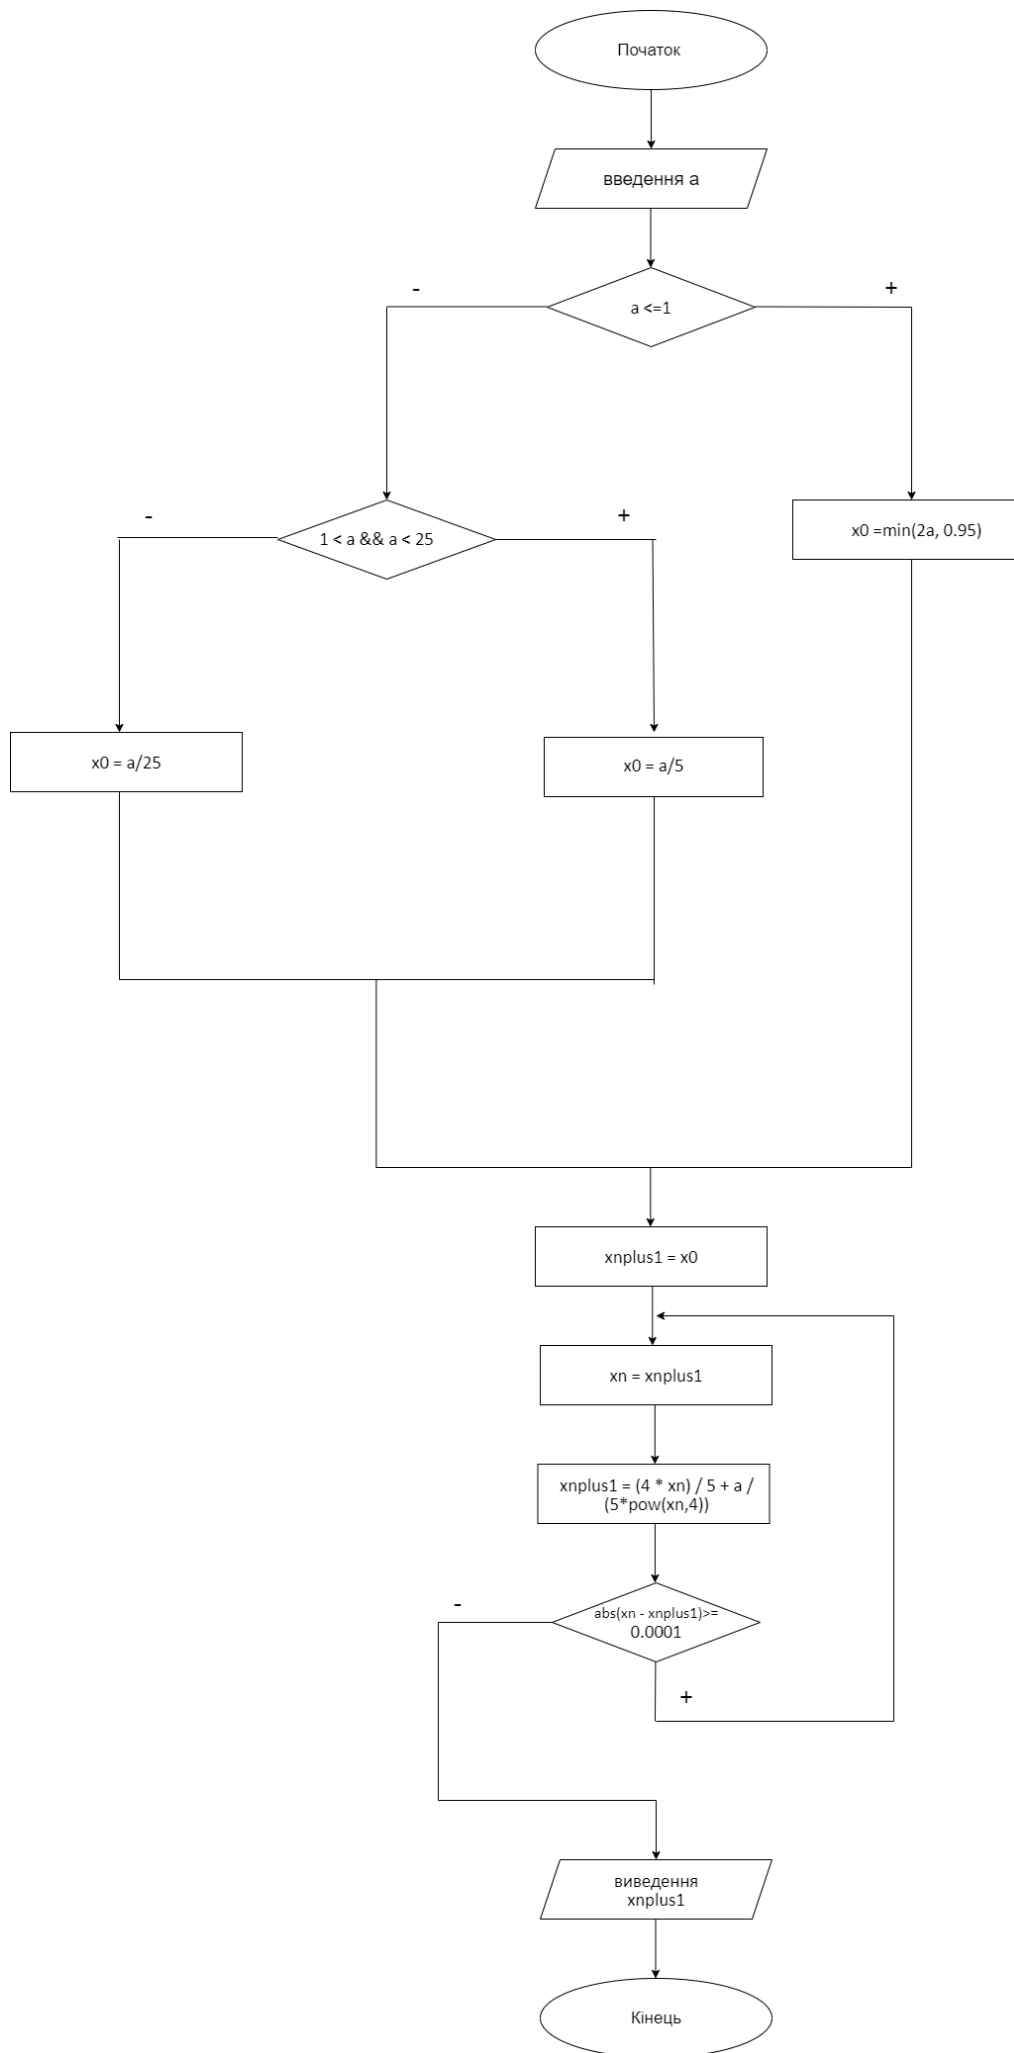 Початок
введення a
-
+
a <=1
-
+
1 < a && a < 25
x0 =min(2a, 0.95)
x0 = a/25
x0 = a/5
xnplus1 = x0
xn = xnplus1
xnplus1 = (4 * xn) / 5 + a /
(5*pow(xn,4))
-
abs(xn - xnplus1)>=
0.0001
+
виведення
xnplus1
Кінець